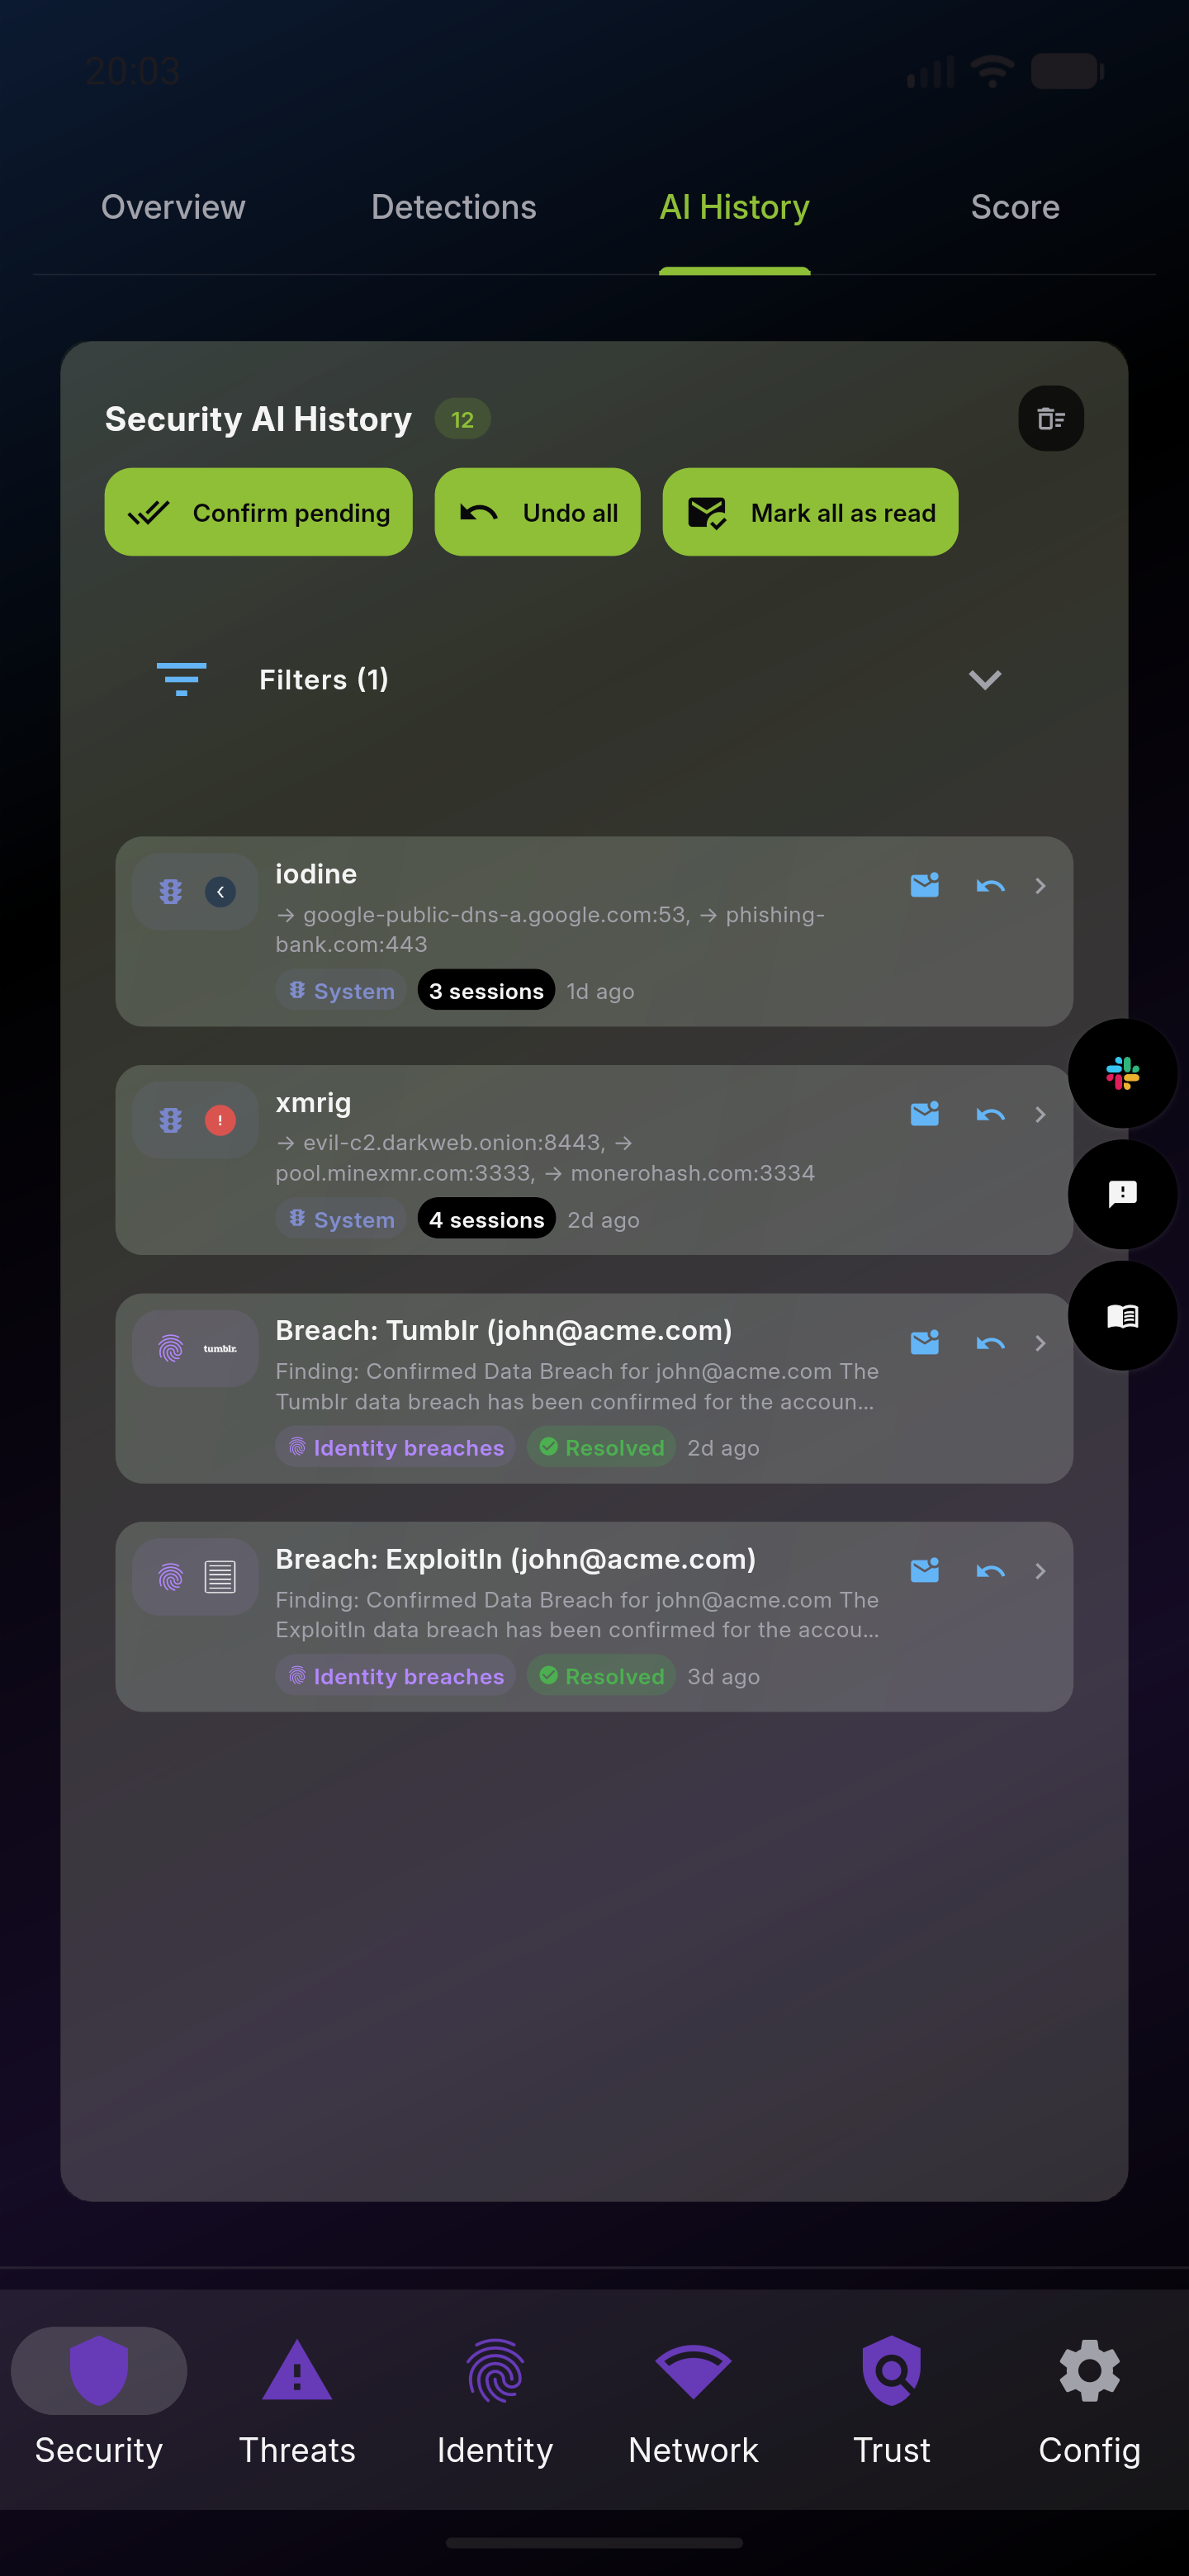 20:03
Overview Detections AI History Score
Security AI History 12
Confirm pending Undo all Mark all as read
Filters (1)
iodine
→ google-public-dns-a.google.com:53, → phishing-
bank.com:443
System 3 sessions 1d ago
xmrig
→ evil-c2.darkweb.onion:8443, →
pool.minexmr.com:3333, → monerohash.com:3334
System 4 sessions 2d ago
tumblr.
Breach: Tumblr (john@acme.com)
Finding: Confirmed Data Breach for john@acme.com The
Tumblr data breach has been confirmed for the accoun...
Identity breaches Resolved 2d ago
Breach: ExploitIn (john@acme.com)
Finding: Confirmed Data Breach for john@acme.com The
ExploitIn data breach has been confirmed for the accou...
Identity breaches Resolved 3d ago
Security Threats Identity Network Trust Config